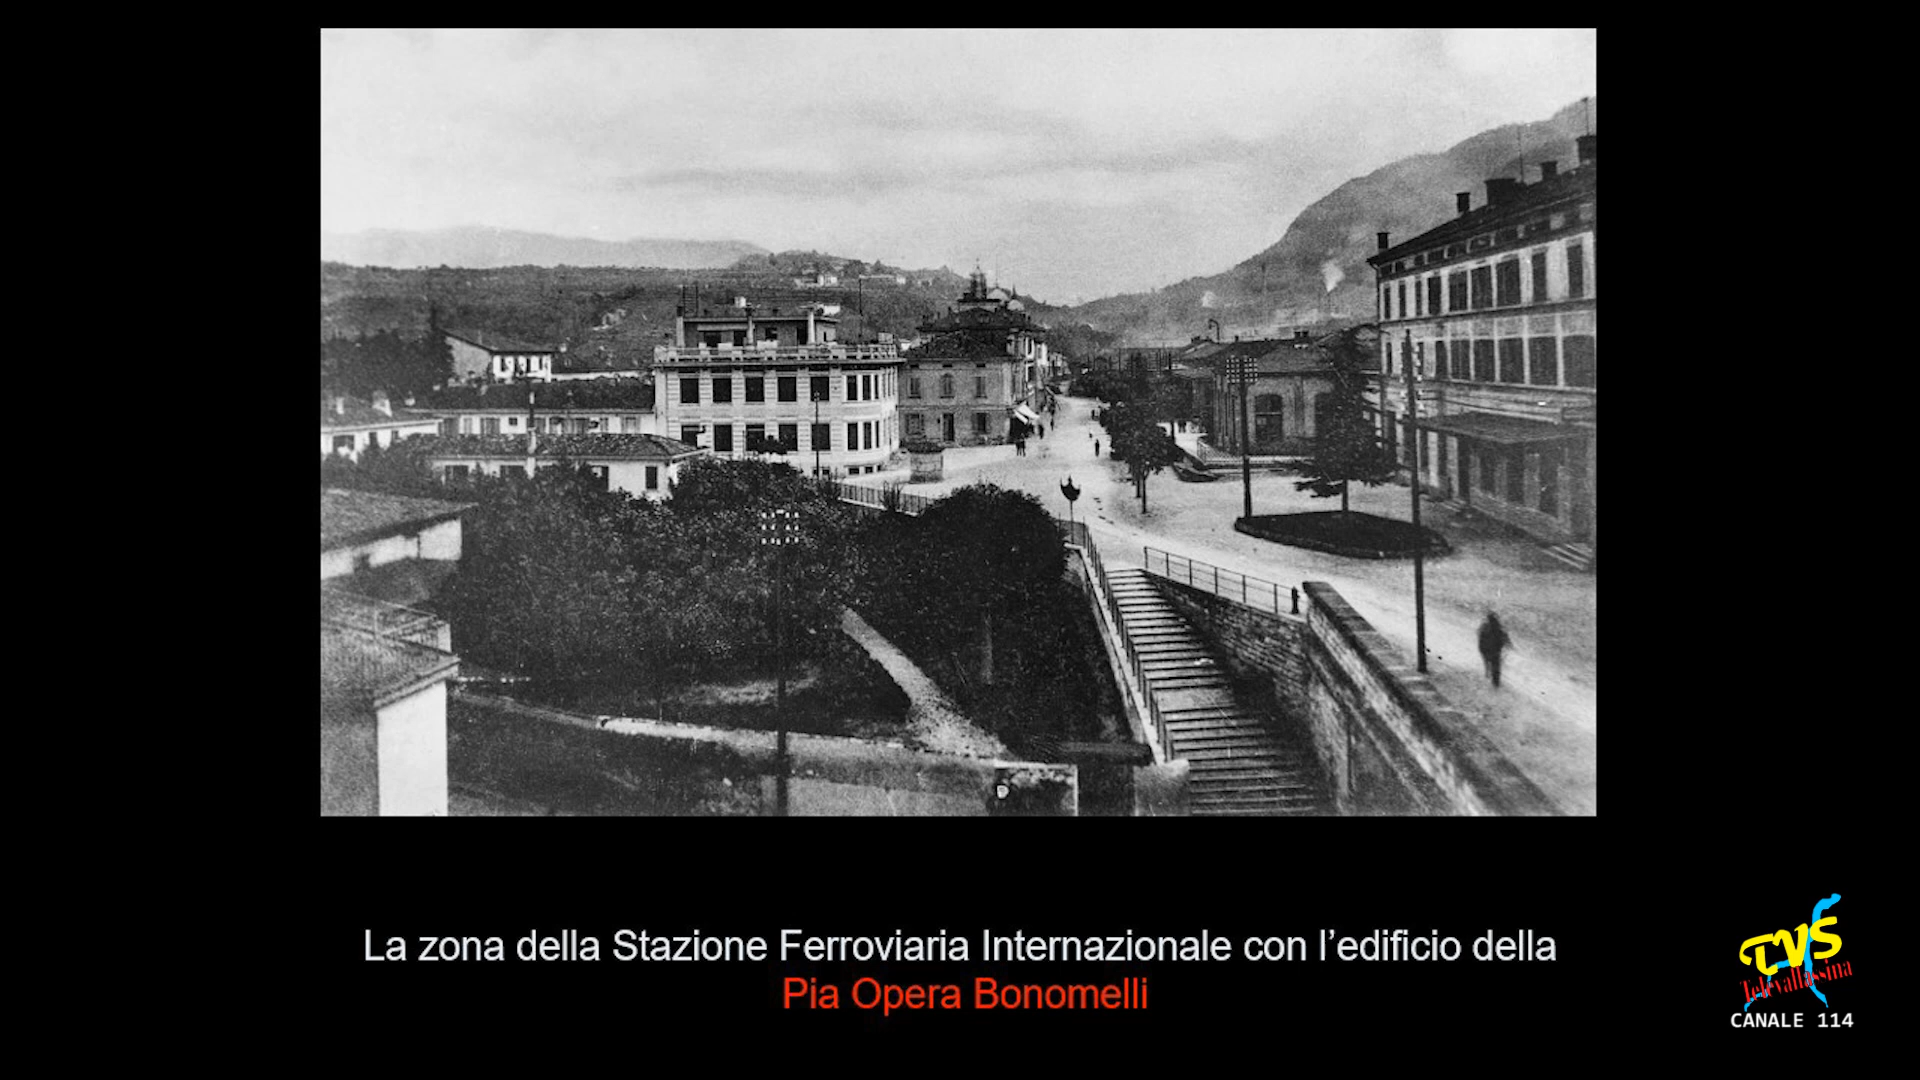 La zona della Stazione Ferroviaria Internazionale con l’edificio della
Pia Opera Bonomelli
TVS
Televallassina
CANALE 114